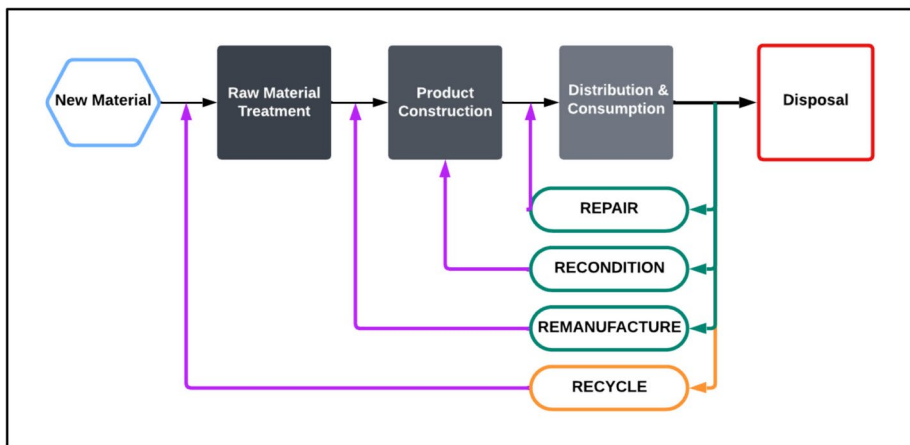 New Material
Raw Material
Treatment
Product
Construction
Distribution &
Consumption
Disposal
REPAIR
RECONDITION
REMANUFACTURE
RECYCLE